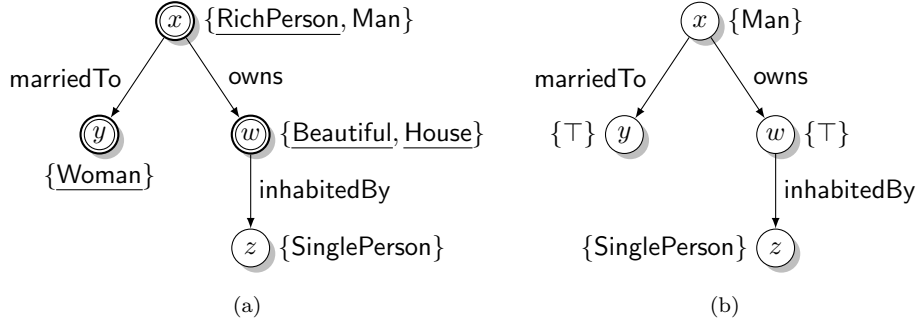 x {RichPerson, Man} x {Man}
marriedTo owns marriedTo owns
y w {Beautiful, House} {⊤} y w {⊤}
{Woman}
inhabitedBy inhabitedBy
z {SinglePerson} {SinglePerson} z
(a) (b)